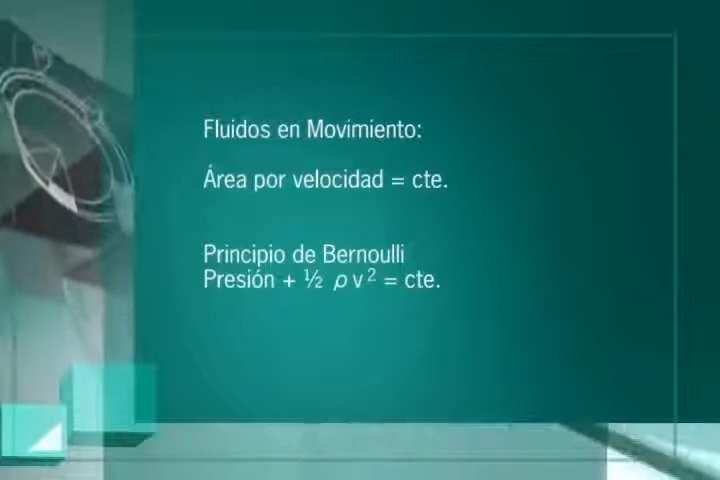 Fluidos en Movimiento:
Área por velocidad = cte.
Principio de Bernoulli
Presión + ½ ρ v² = cte.